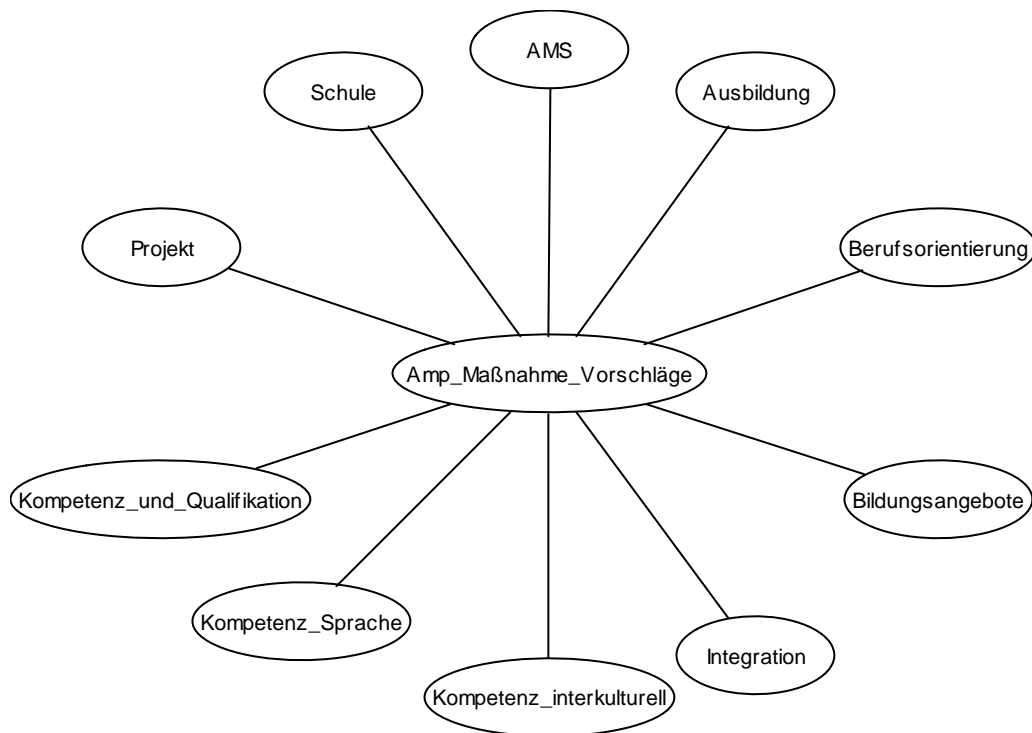 AMS
Schule
Ausbildung
Projekt
Berufsorientierung
Amp_Maßnahme_Vorschläge
Kompetenz_und_Qualifikation
Bildungsangebote
Kompetenz_Sprache
Integration
Kompetenz_interkulturell